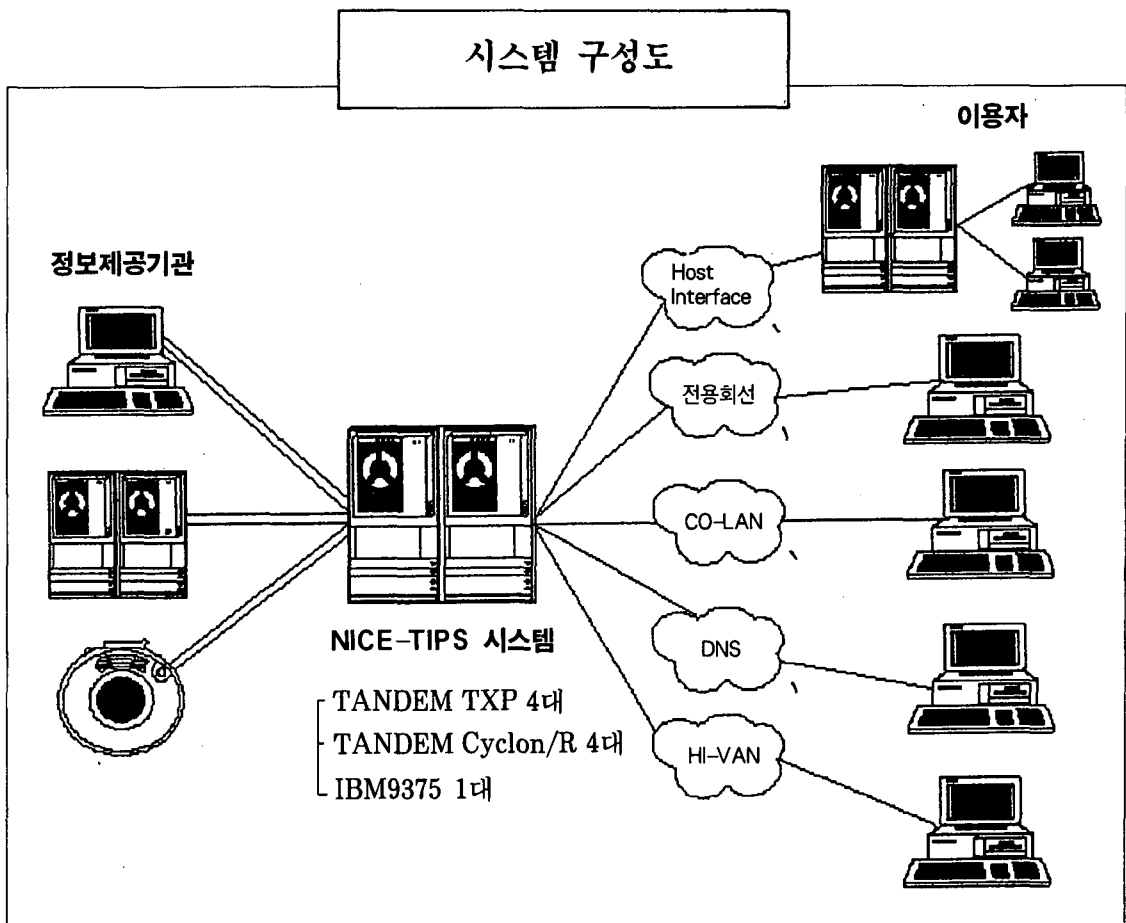 시스템 구성도
이용자
정보제공기관
Host
Interface
전용회선
CO-LAN
DNS
HI-VAN
NICE-TIPS 시스템
TANDEM TXP 4대
TANDEM Cyclon/R 4대
IBM9375 1대